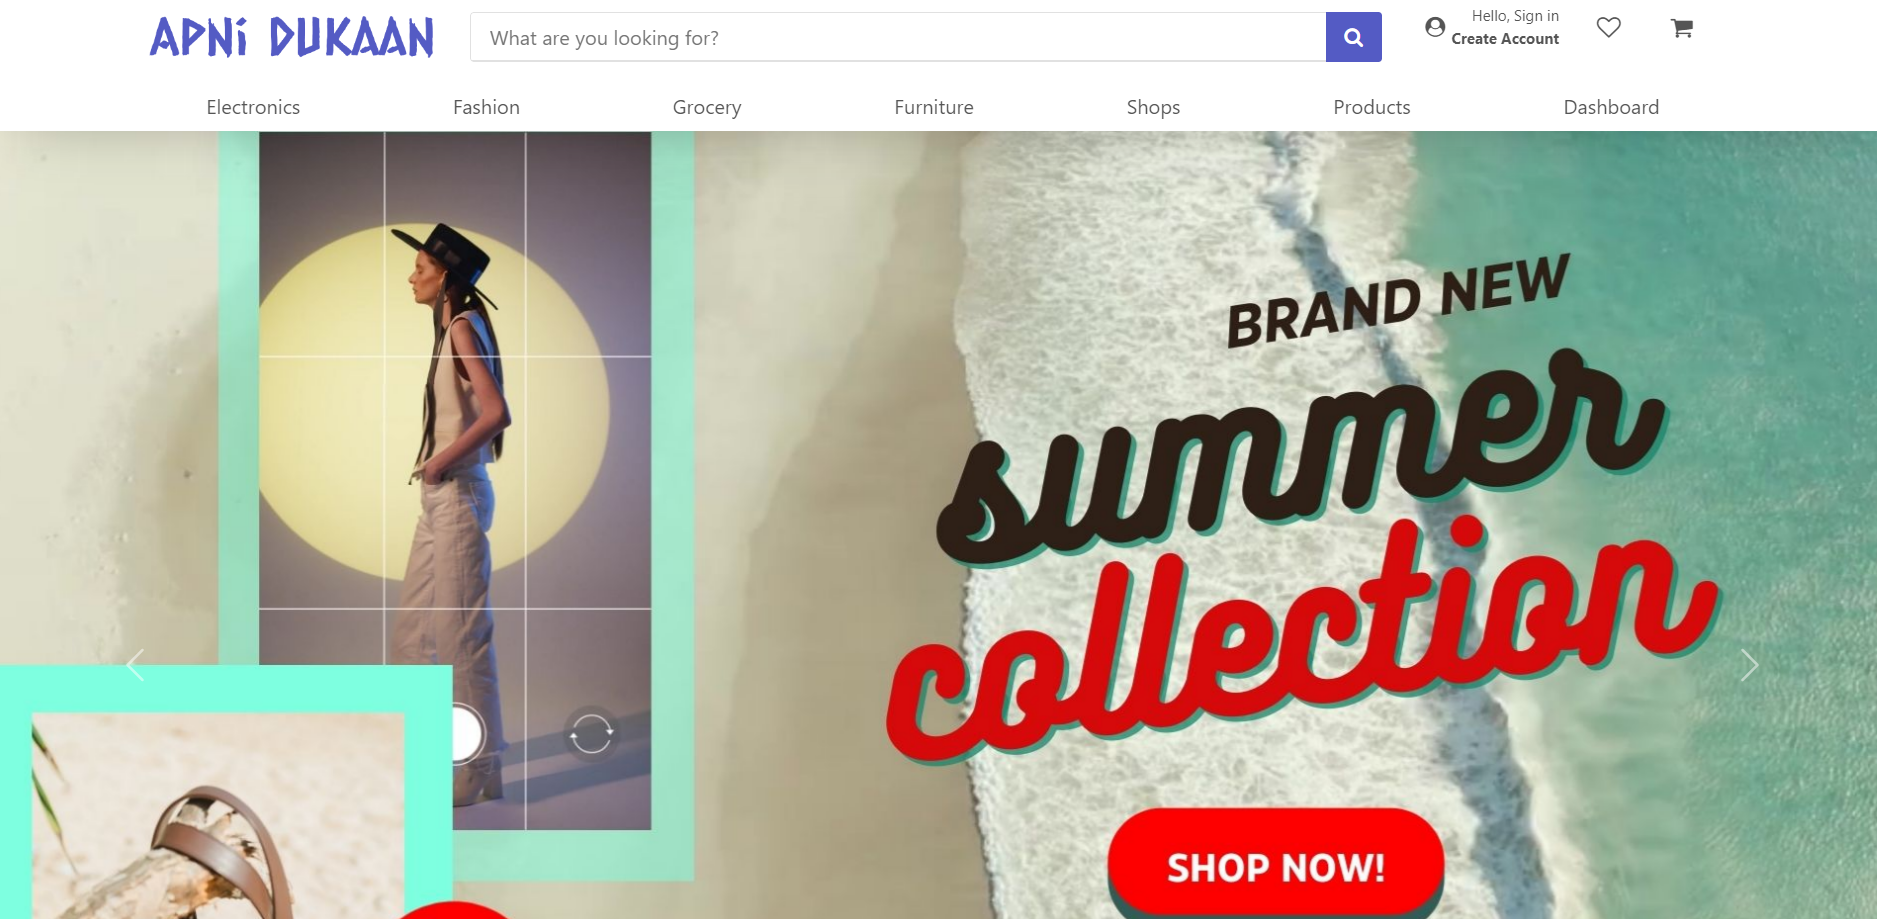 APNi DUKAAN
What are you looking for?
Hello, Sign in
Create Account
Electronics
Fashion
Grocery
Furniture
Shops
Products
Dashboard
BRAND NEW
summer
collection
SHOP NOW!